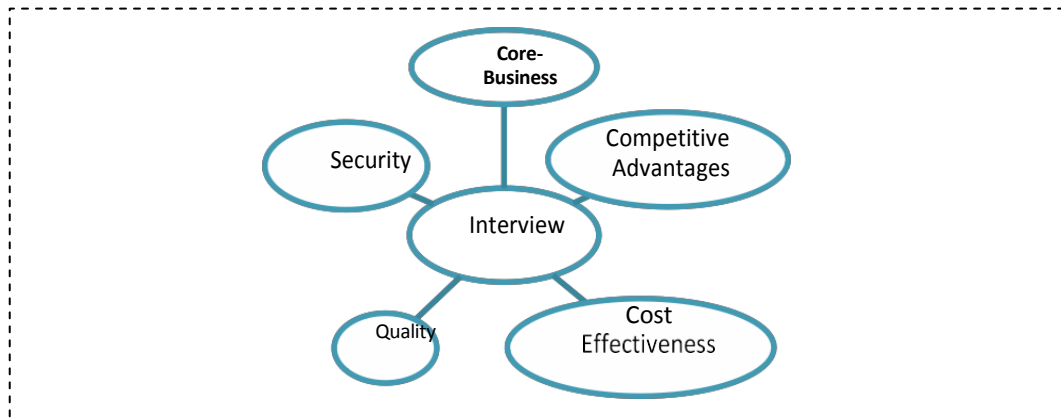 Core-
Business
Competitive
Advantages
Security
Interview
Quality
Cost
Effectiveness